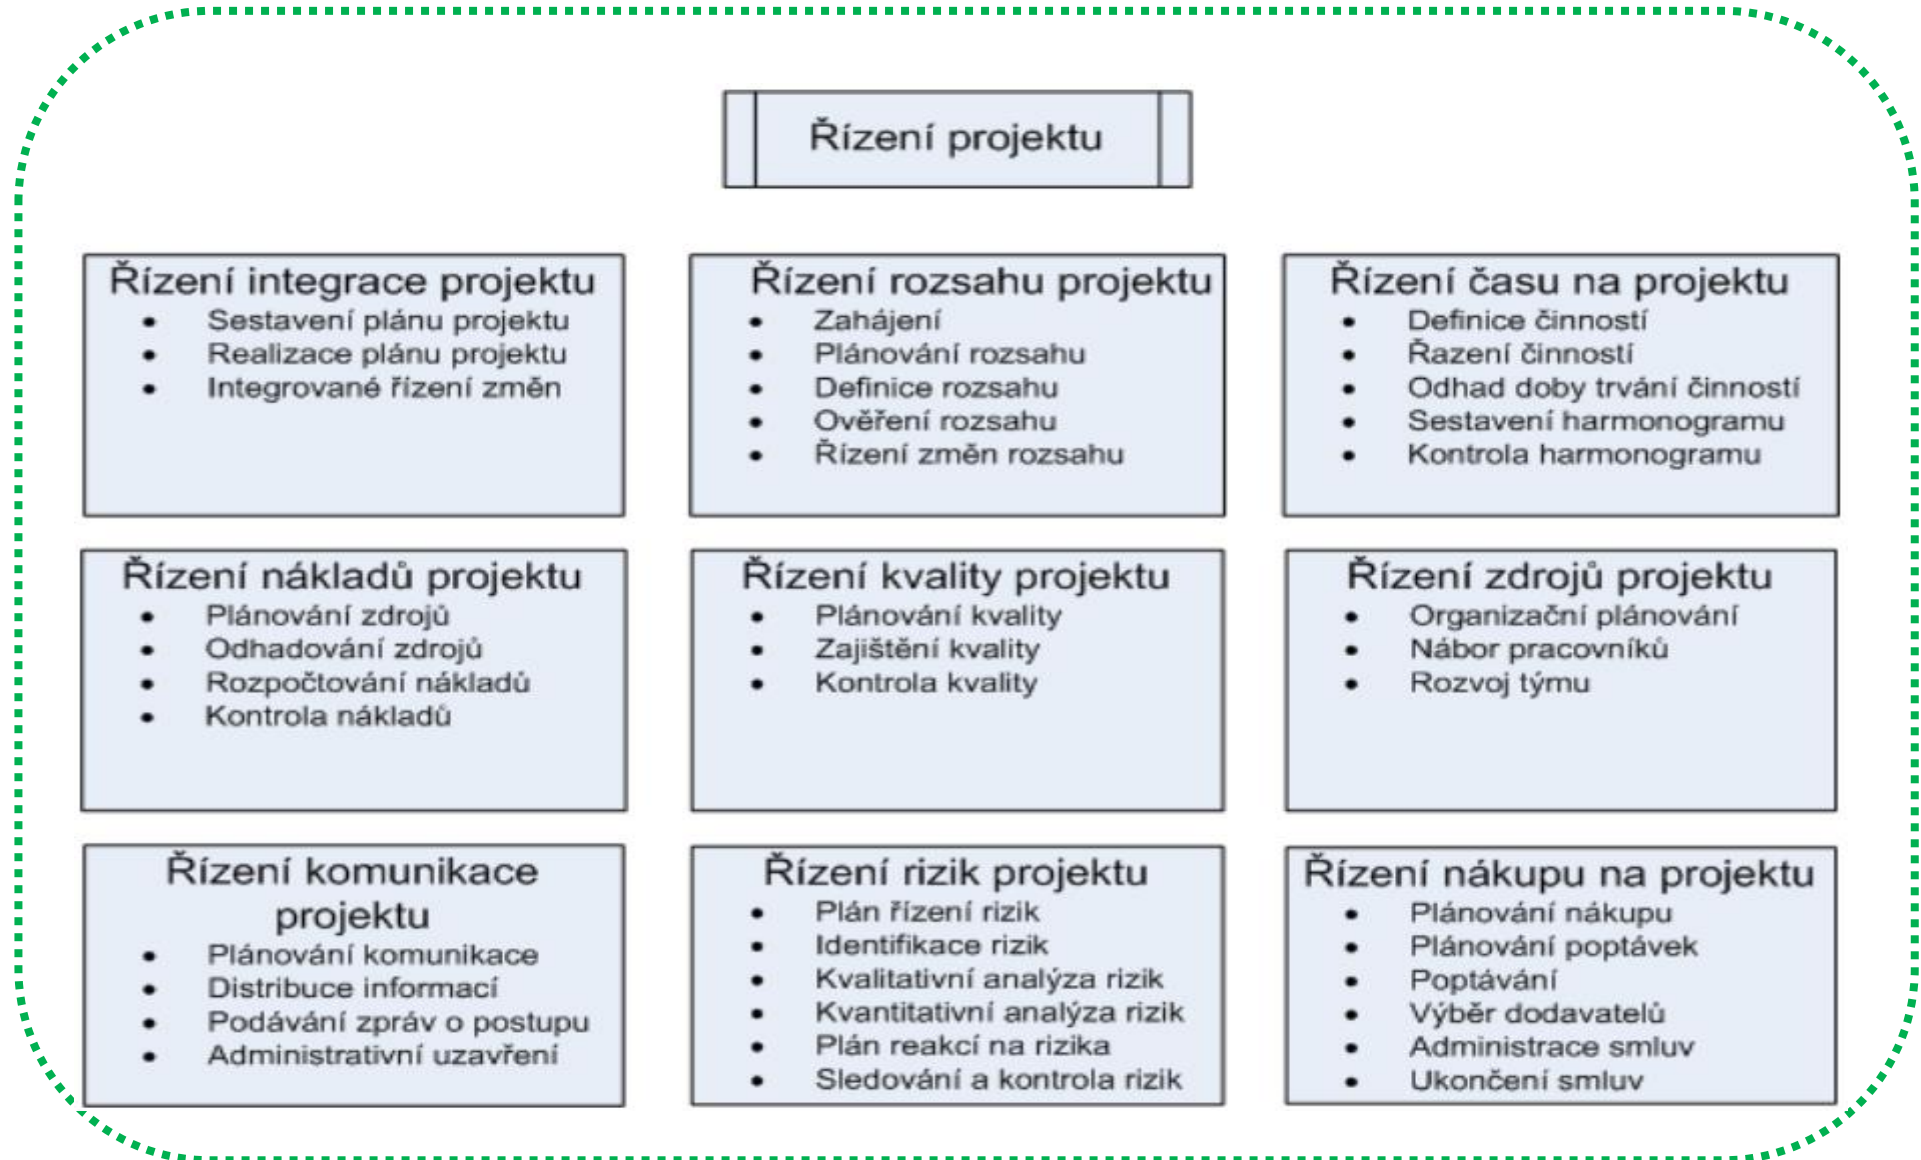 Řízení projektu
Řízení integrace projektu
• Sestavení plánu projektu
• Realizace plánu projektu
• Integrované řízení změn
Řízení rozsahu projektu
• Zahájení
• Plánování rozsahu
• Definice rozsahu
• Ověření rozsahu
• Řízení změn rozsahu
Řízení času na projektu
• Definice činností
• Řazení činností
• Odhad doby trvání činností
• Sestavení harmonogramu
• Kontrola harmonogramu
Řízení nákladů projektu
• Plánování zdrojů
• Odhadování zdrojů
• Rozpočtování nákladů
• Kontrola nákladů
Řízení kvality projektu
• Plánování kvality
• Zajištění kvality
• Kontrola kvality
Řízení zdrojů projektu
• Organizační plánování
• Nábor pracovníků
• Rozvoj týmu
Řízení komunikace
projektu
• Plánování komunikace
• Distribuce informací
• Podávání zpráv o postupu
• Administrativní uzavření
Řízení rizik projektu
• Plán řízení rizik
• Identifikace rizik
• Kvalitativní analýza rizik
• Kvantitativní analýza rizik
• Plán reakcí na rizika
• Sledování a kontrola rizik
Řízení nákupu na projektu
• Plánování nákupu
• Plánování poptávek
• Poptávání
• Výběr dodavatelů
• Administrace smluv
• Ukončení smluv